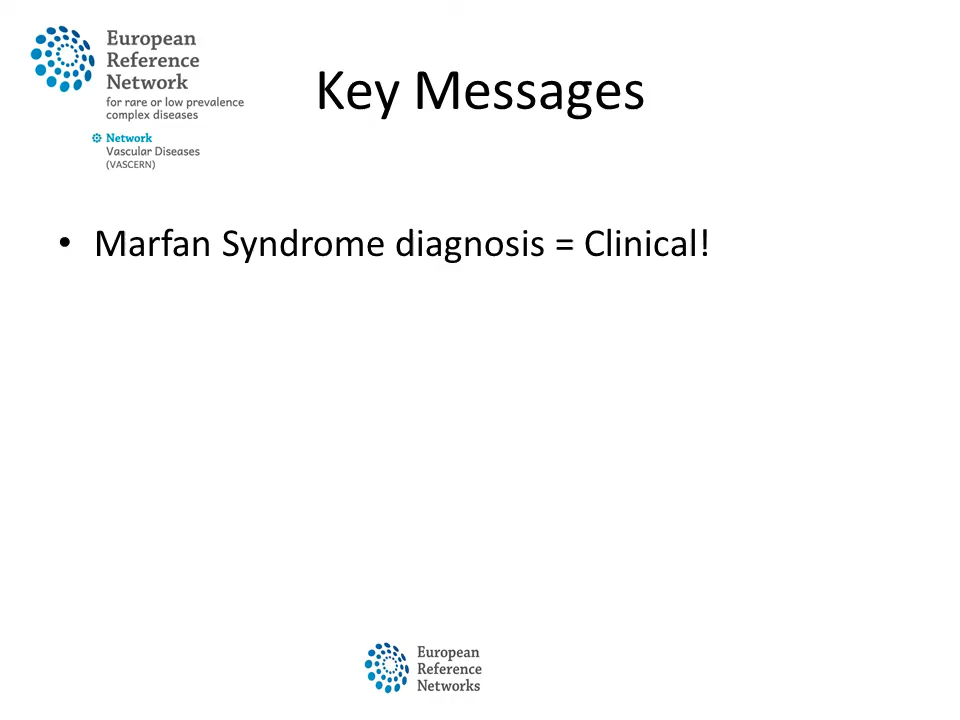 European
Reference
Network
for rare or low prevalence
complex diseases
Network
Vascular Diseases
(VASCERN)
Key Messages
• Marfan Syndrome diagnosis = Clinical!
European
Reference
Networks